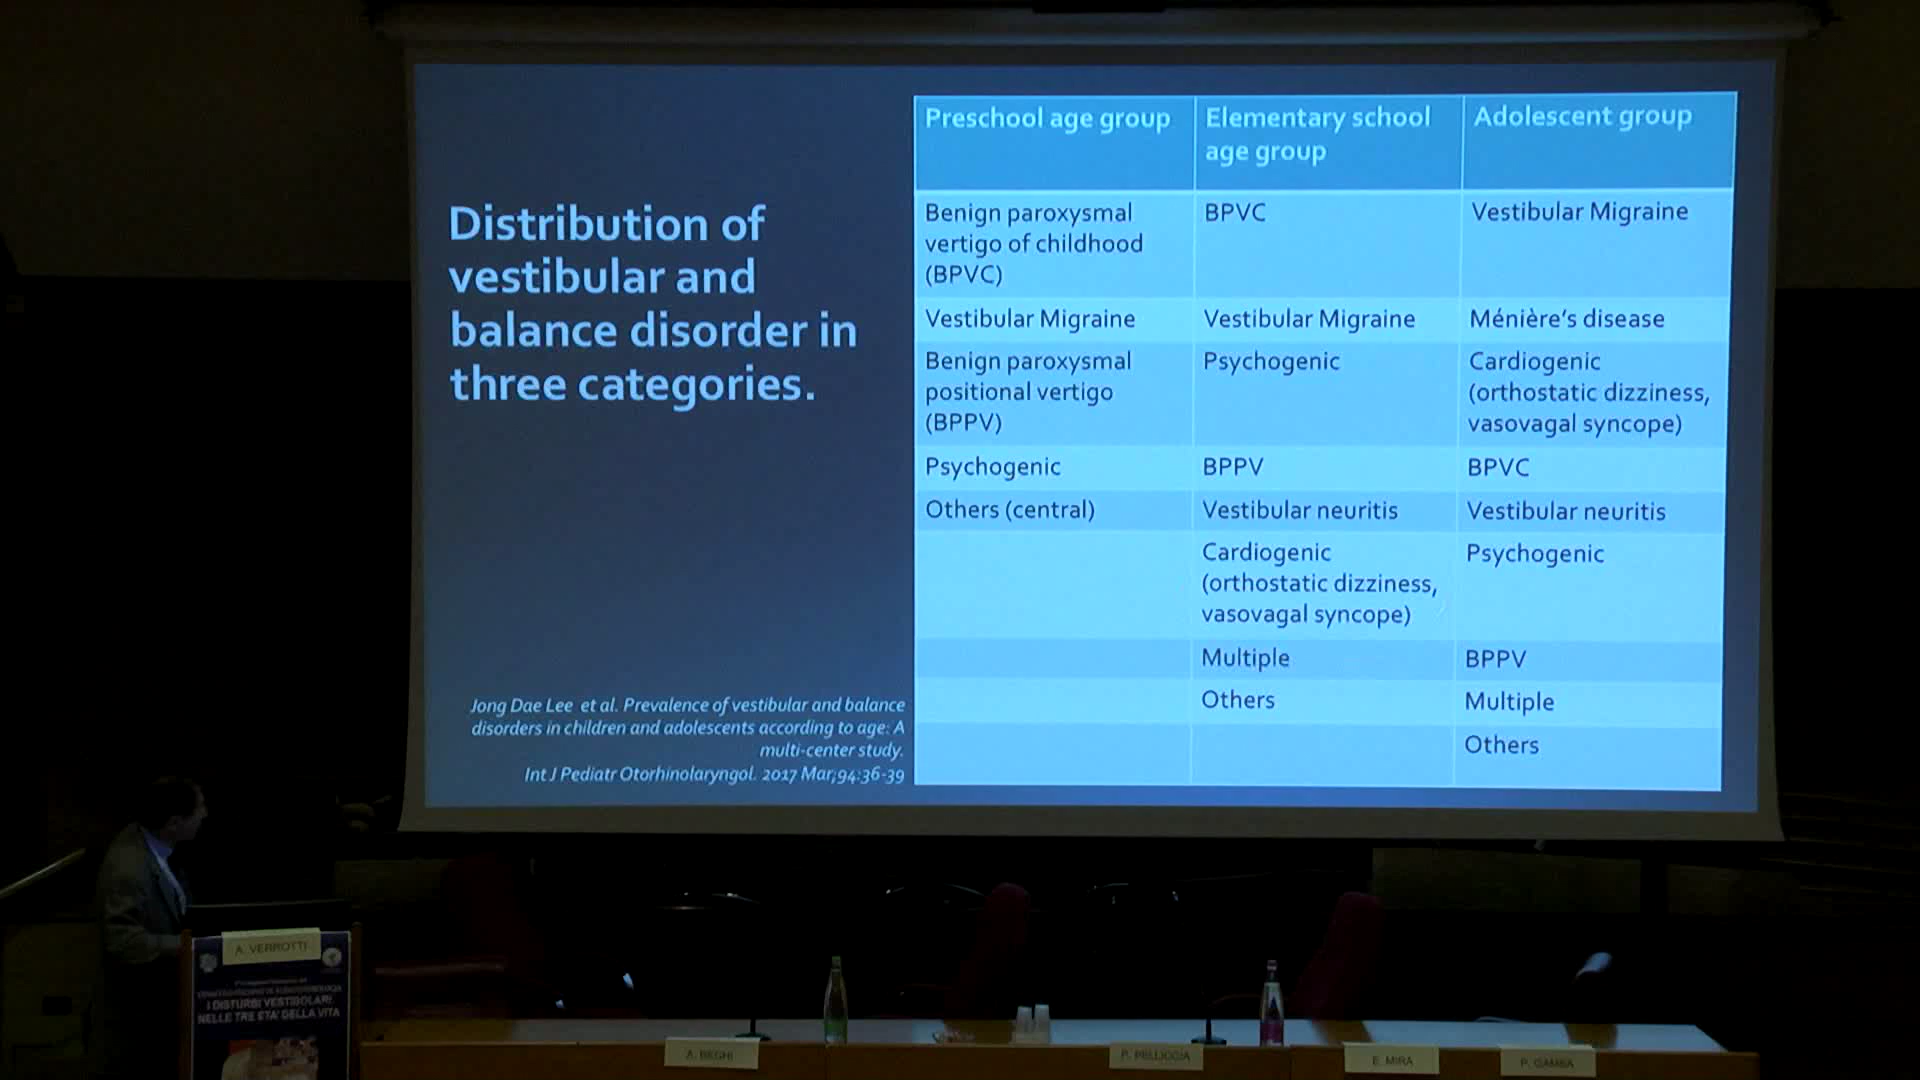 Distribution of
vestibular and
balance disorder in
three categories.
Jong Dae Lee et al. Prevalence of vestibular and balance
disorders in children and adolescents according to age: A
multi-center study.
Int J Pediatr Otorhinolaryngol. 2017 Mar;94:36-39
Preschool age group
Elementary school
age group
Adolescent group
Benign paroxysmal
vertigo of childhood
(BPVC)
BPVC
Vestibular Migraine
Vestibular Migraine
Vestibular Migraine
Ménière's disease
Benign paroxysmal
positional vertigo
(BPPV)
Psychogenic
Cardiogenic
(orthostatic dizziness,
vasovagal syncope)
Psychogenic
BPPV
BPVC
Others (central)
Vestibular neuritis
Vestibular neuritis
Cardiogenic
(orthostatic dizziness,
vasovagal syncope)
Psychogenic
Multiple
BPPV
Others
Multiple
Others
A. VERROTTI
I DISTURBI VESTIBOLARI
NELLE TRE ETA' DELLA VITA
A. BEGHI
P. PELLICCIA
E. MIRA
P. GAMBA